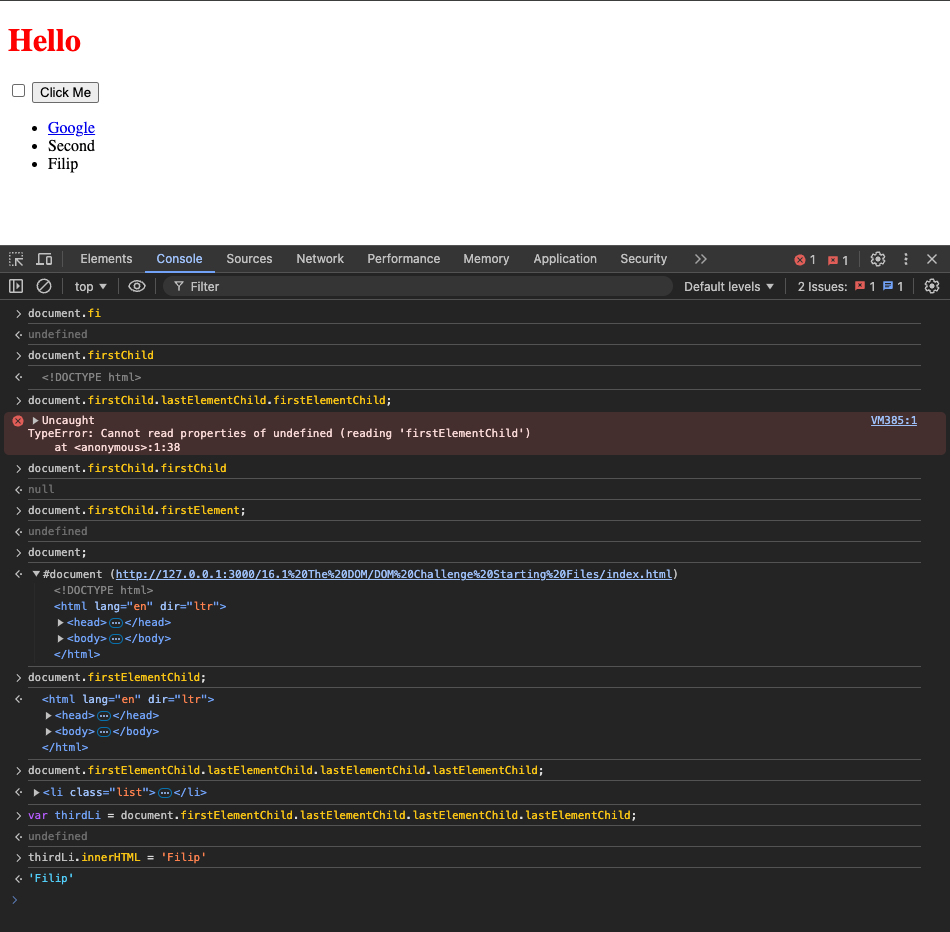 Hello
Click Me
Google
Second
Filip
Elements Console Sources Network Performance Memory Application Security 1 1
top Filter Default levels 2 Issues: 1 1
document.fi
undefined
document.firstChild
<!DOCTYPE html>
document.firstChild.lastElementChild.firstElementChild;
Uncaught VM385:1
TypeError: Cannot read properties of undefined (reading 'firstElementChild')
at <anonymous>:1:38
document.firstChild.firstChild
null
document.firstChild.firstElement;
undefined
document;
#document (http://127.0.0.1:3000/16.1%20The%20DOM/DOM%20Challenge%20Starting%20Files/index.html)
<!DOCTYPE html>
<html lang="en" dir="ltr">
<head>…</head>
<body>…</body>
</html>
document.firstElementChild;
<html lang="en" dir="ltr">
<head>…</head>
<body>…</body>
</html>
document.firstElementChild.lastElementChild.lastElementChild.lastElementChild;
<li class="list">…</li>
var thirdLi = document.firstElementChild.lastElementChild.lastElementChild.lastElementChild;
undefined
thirdLi.innerHTML = 'Filip'
'Filip'